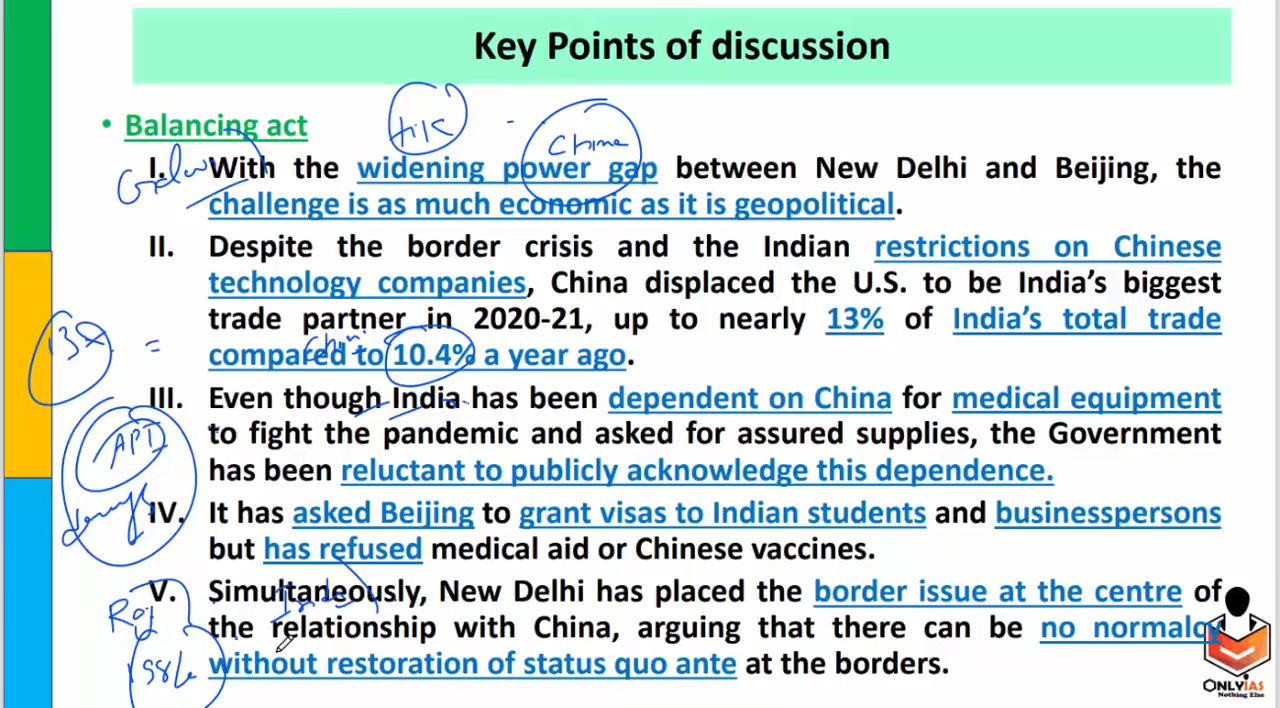 Key Points of discussion
• Balancing act
I. With the widening power gap between New Delhi and Beijing, the
challenge is as much economic as it is geopolitical.
II. Despite the border crisis and the Indian restrictions on Chinese
technology companies, China displaced the U.S. to be India's biggest
trade partner in 2020-21, up to nearly 13% of India's total trade
compared to 10.4% a year ago.
III. Even though India has been dependent on China for medical equipment
to fight the pandemic and asked for assured supplies, the Government
has been reluctant to publicly acknowledge this dependence.
IV. It has asked Beijing to grant visas to Indian students and businesspersons
but has refused medical aid or Chinese vaccines.
V. Simultaneously, New Delhi has placed the border issue at the centre of
the relationship with China, arguing that there can be no normalcy
without restoration of status quo ante at the borders.
China
API
India
ONLYIAS
Nothing Else